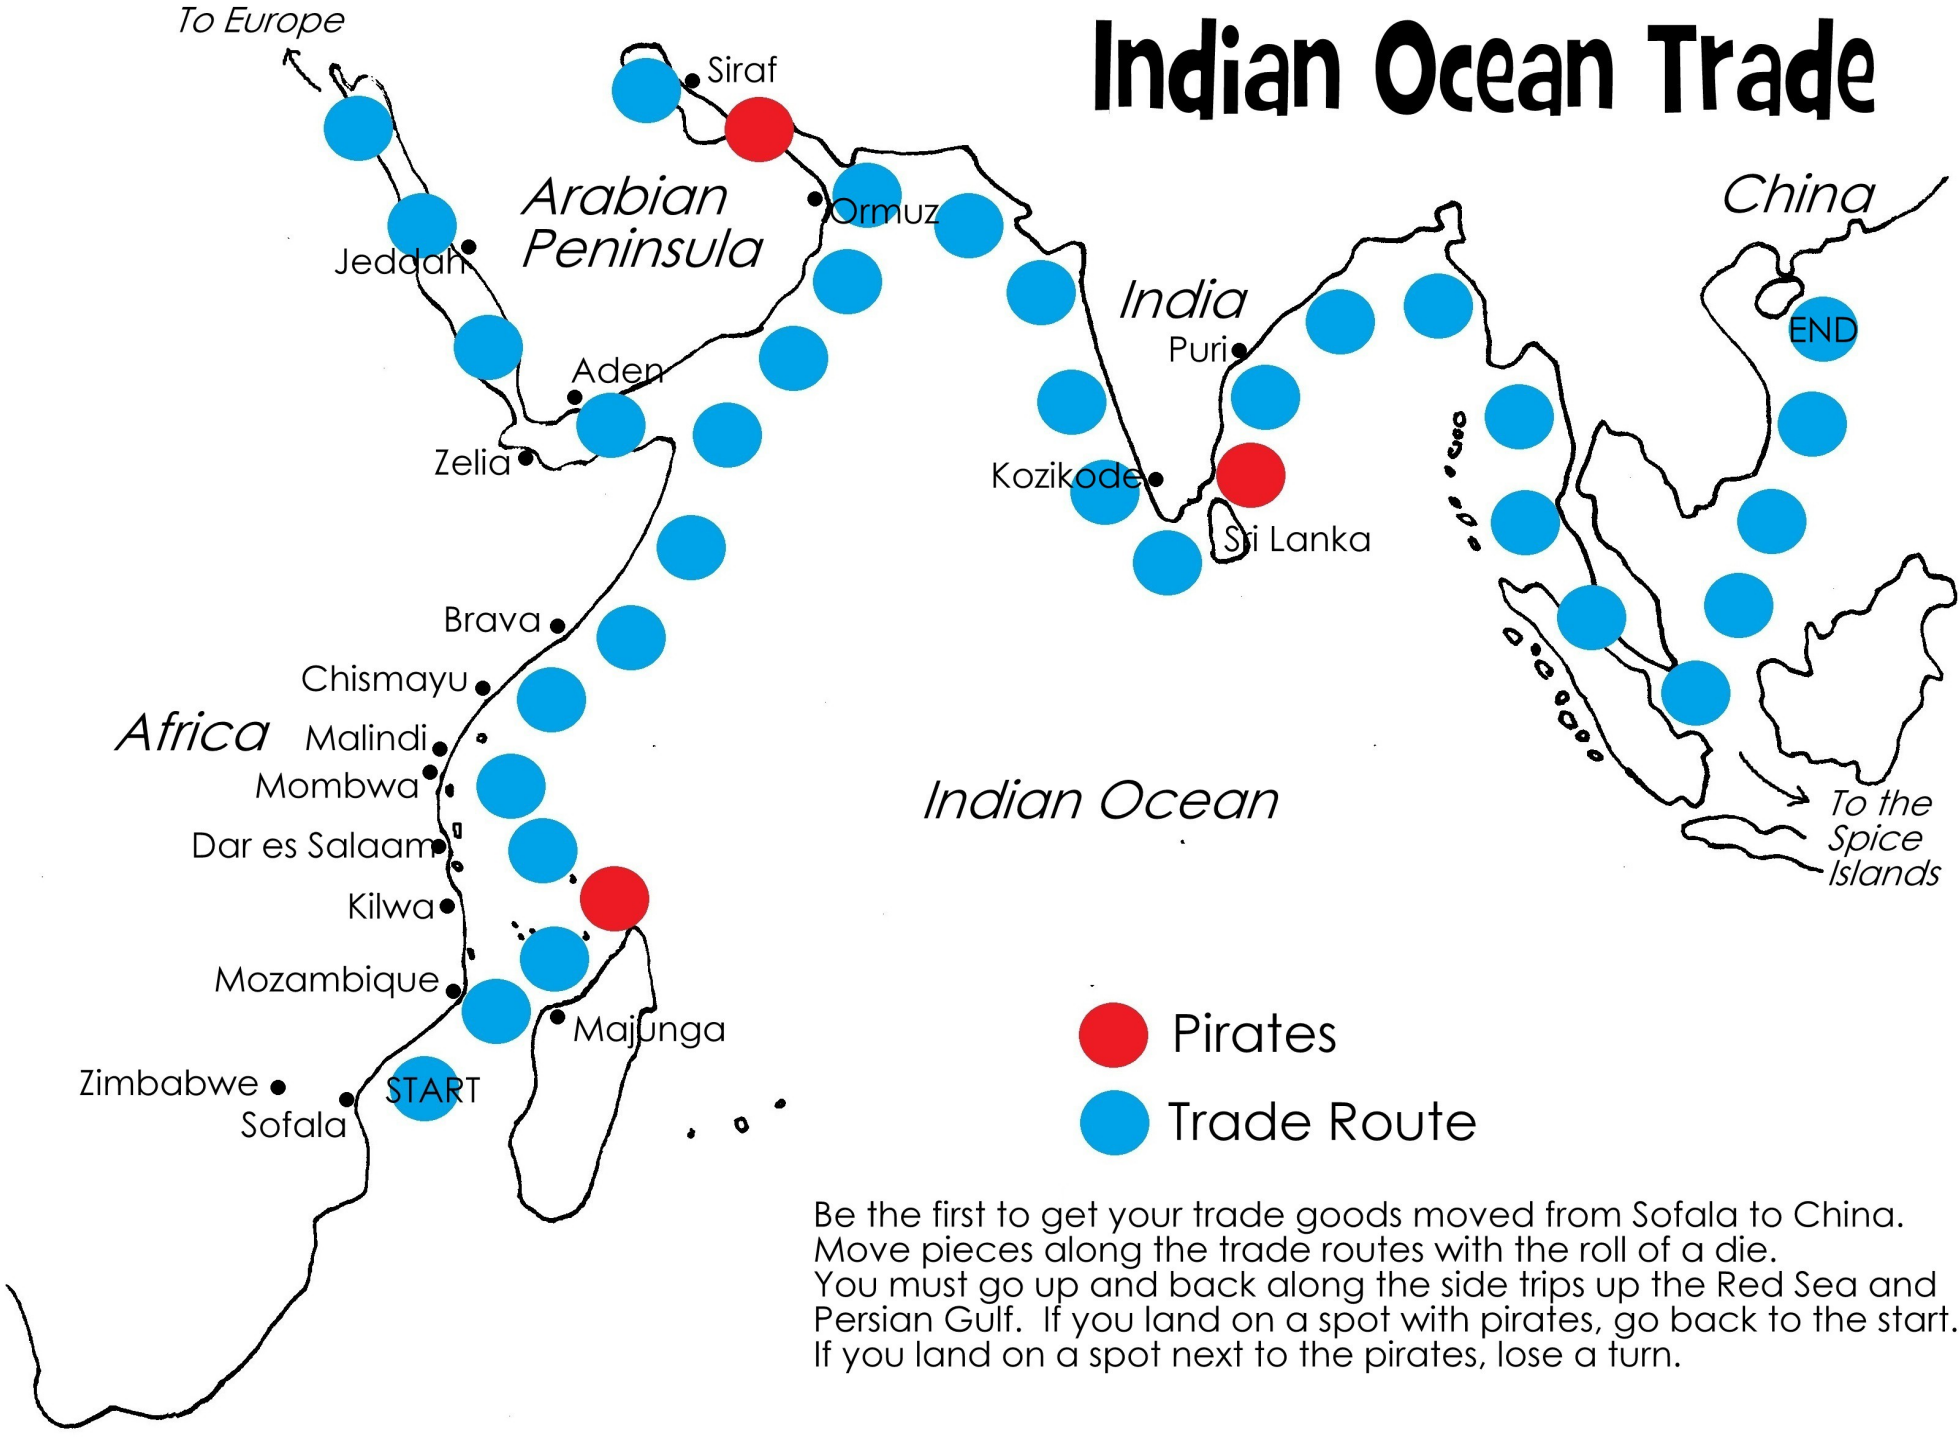 To Europe
Indian Ocean Trade
Siraf
China
Arabian
Peninsula
Ormuz
Jeddah
India
END
Puri
Aden
Zelia
Kozikode
Sri Lanka
Brava
Chismayu
Africa
Malindi
Mombwa
Indian Ocean
To the
Spice
Islands
Dar es Salaam
Kilwa
Mozambique
Majunga
Pirates
Zimbabwe
START
Sofala
Trade Route
Be the first to get your trade goods moved from Sofala to China.
Move pieces along the trade routes with the roll of a die.
You must go up and back along the side trips up the Red Sea and
Persian Gulf.  If you land on a spot with pirates, go back to the start.
If you land on a spot next to the pirates, lose a turn.